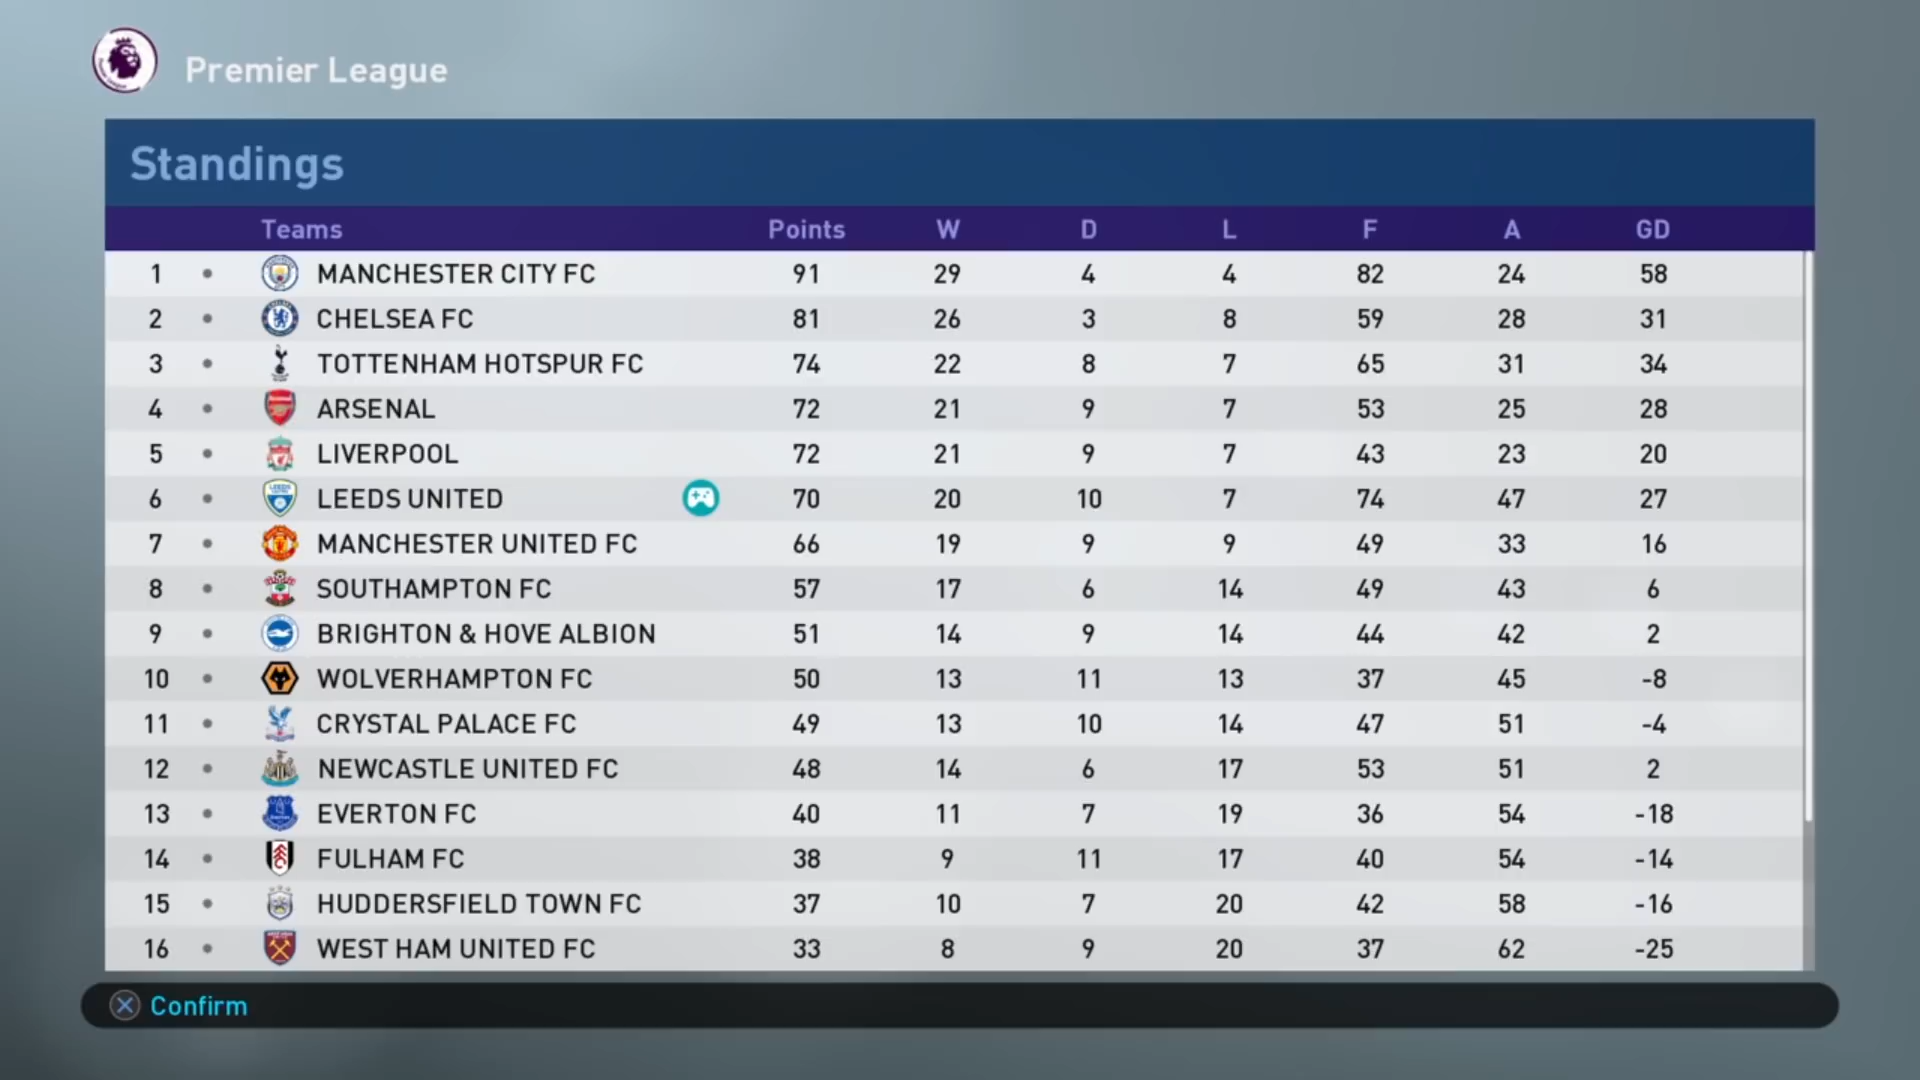 Premier League
Standings
Teams Points W D L F A GD
1 • MANCHESTER CITY FC 91 29 4 4 82 24 58
2 • CHELSEA FC 81 26 3 8 59 28 31
3 • TOTTENHAM HOTSPUR FC 74 22 8 7 65 31 34
4 • ARSENAL 72 21 9 7 53 25 28
5 • LIVERPOOL 72 21 9 7 43 23 20
6 • LEEDS UNITED 70 20 10 7 74 47 27
7 • MANCHESTER UNITED FC 66 19 9 9 49 33 16
8 • SOUTHAMPTON FC 57 17 6 14 49 43 6
9 • BRIGHTON & HOVE ALBION 51 14 9 14 44 42 2
10 • WOLVERHAMPTON FC 50 13 11 13 37 45 -8
11 • CRYSTAL PALACE FC 49 13 10 14 47 51 -4
12 • NEWCASTLE UNITED FC 48 14 6 17 53 51 2
13 • EVERTON FC 40 11 7 19 36 54 -18
14 • FULHAM FC 38 9 11 17 40 54 -14
15 • HUDDERSFIELD TOWN FC 37 10 7 20 42 58 -16
16 • WEST HAM UNITED FC 33 8 9 20 37 62 -25
Confirm